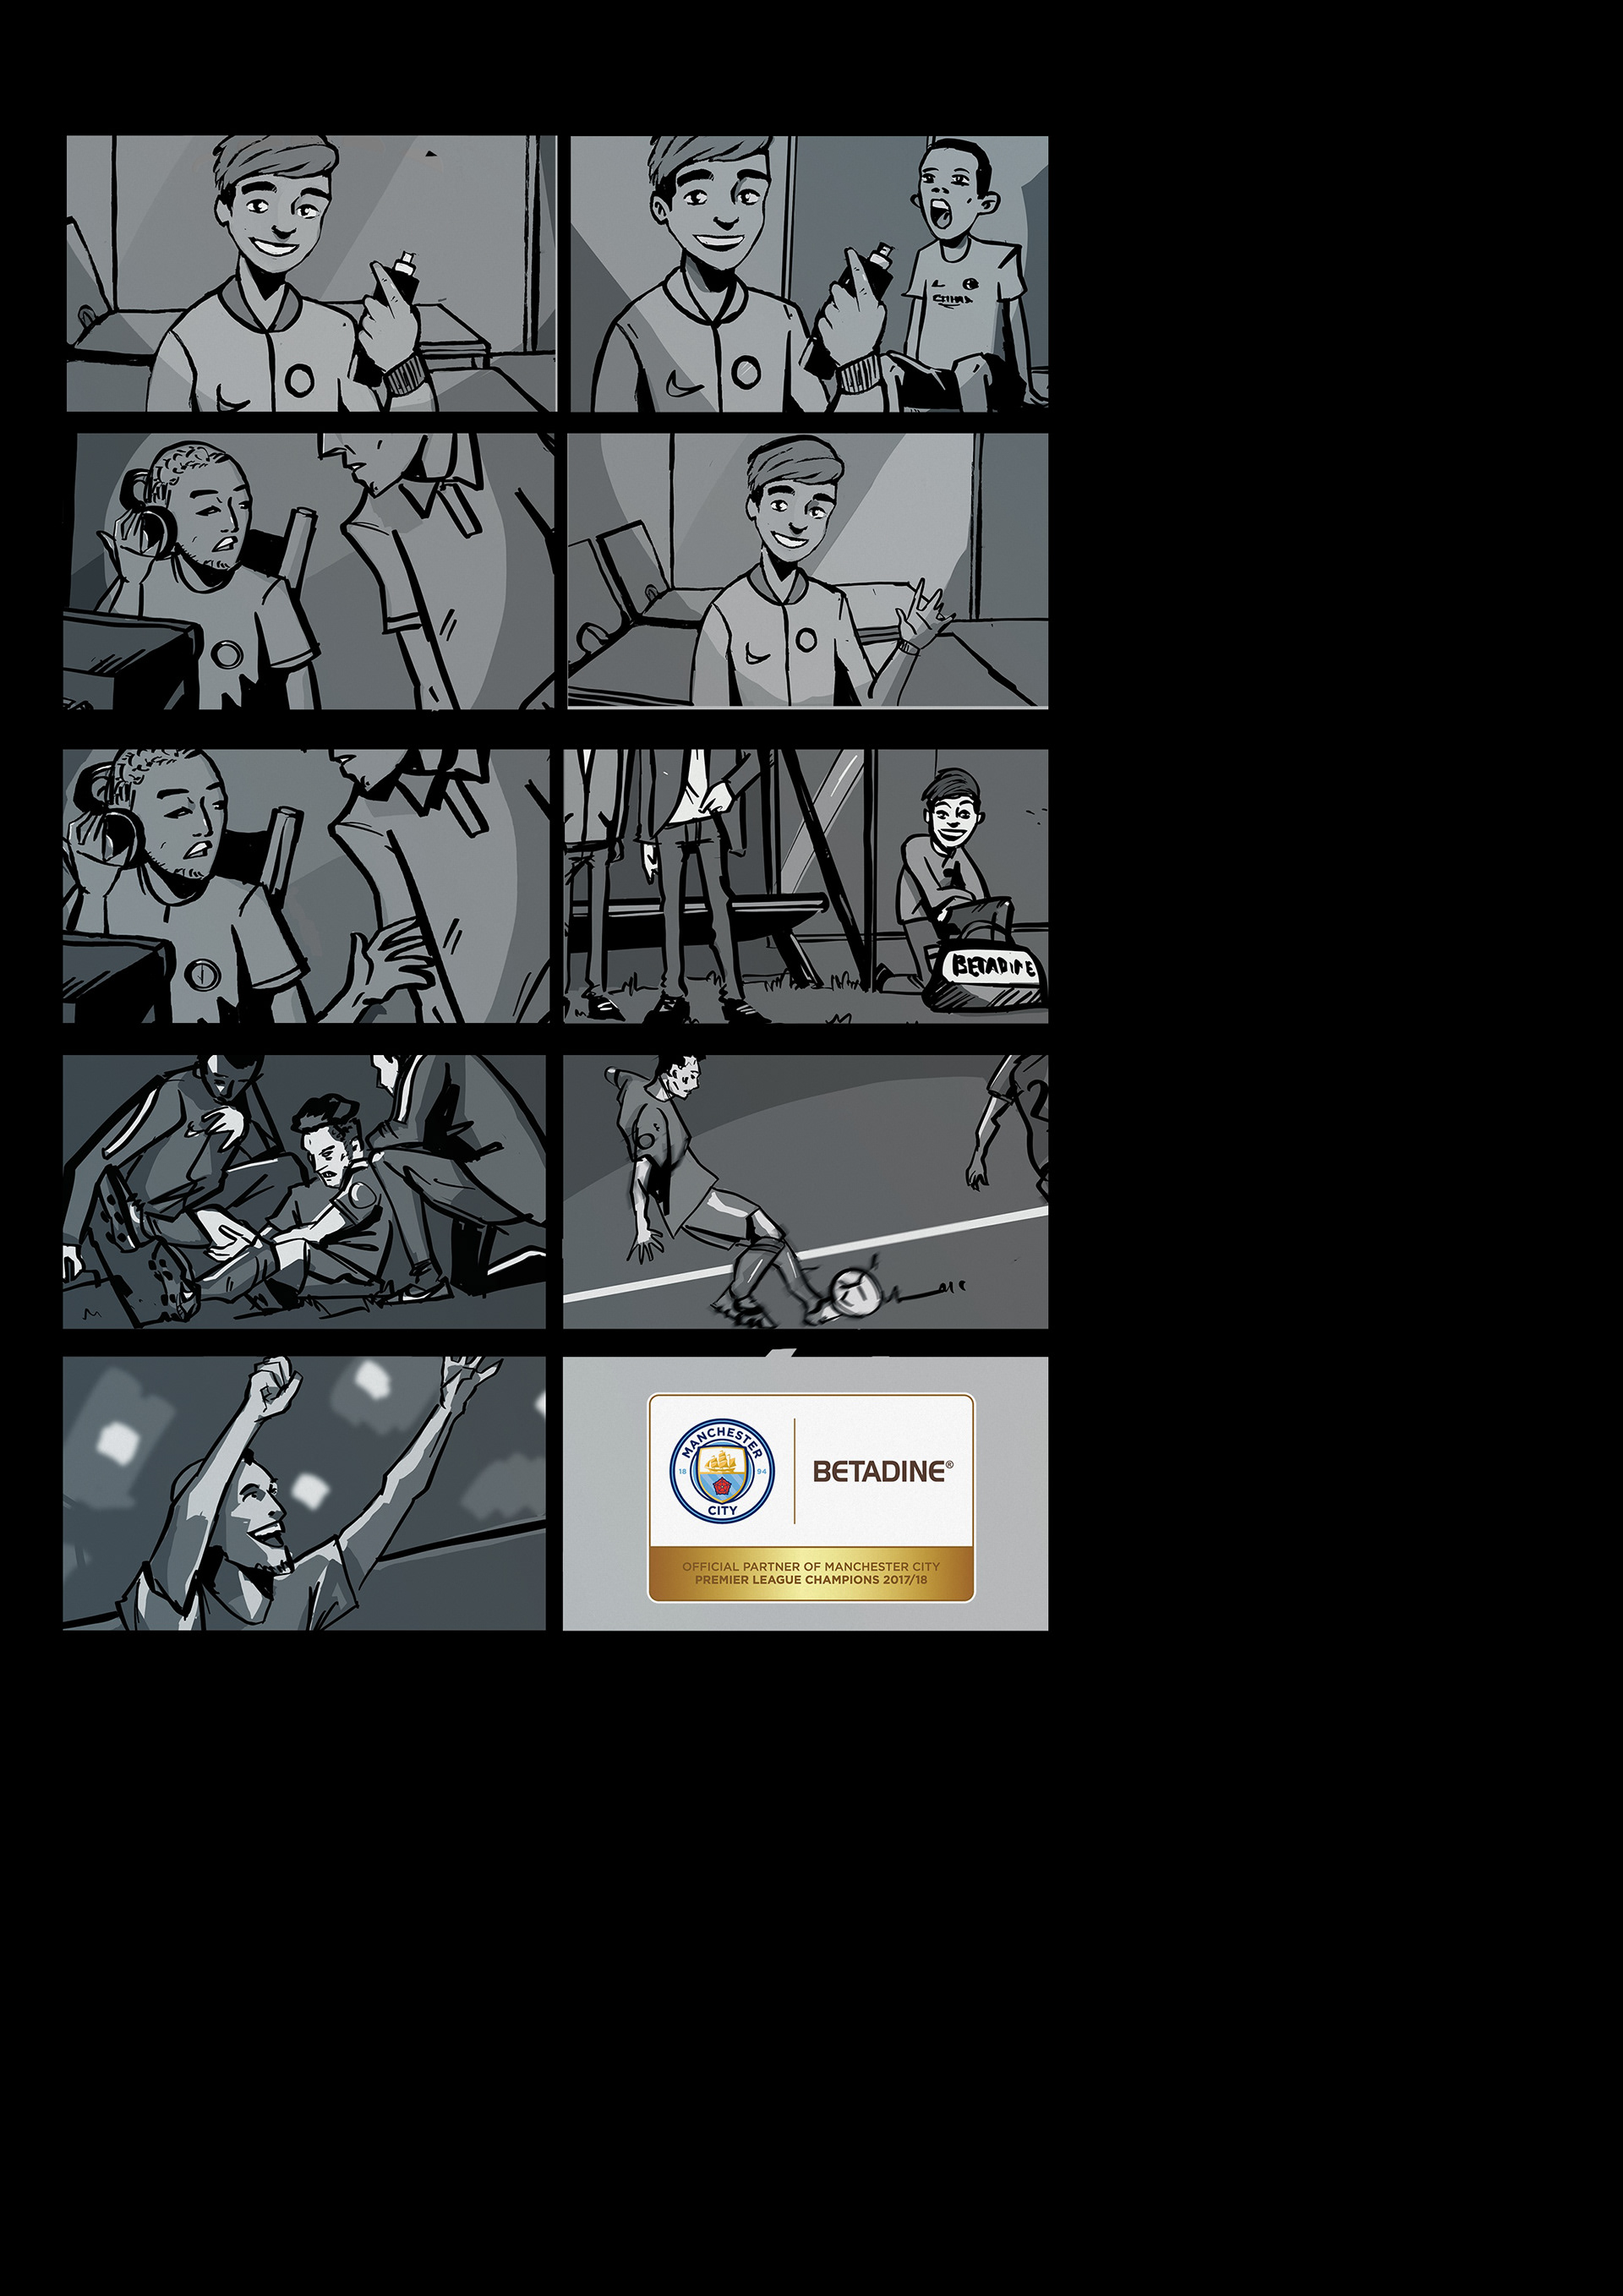 BETADINE
MANCHESTER
18 94
CITY
BETADINE®
OFFICIAL PARTNER OF MANCHESTER CITY
PREMIER LEAGUE CHAMPIONS 2017/18